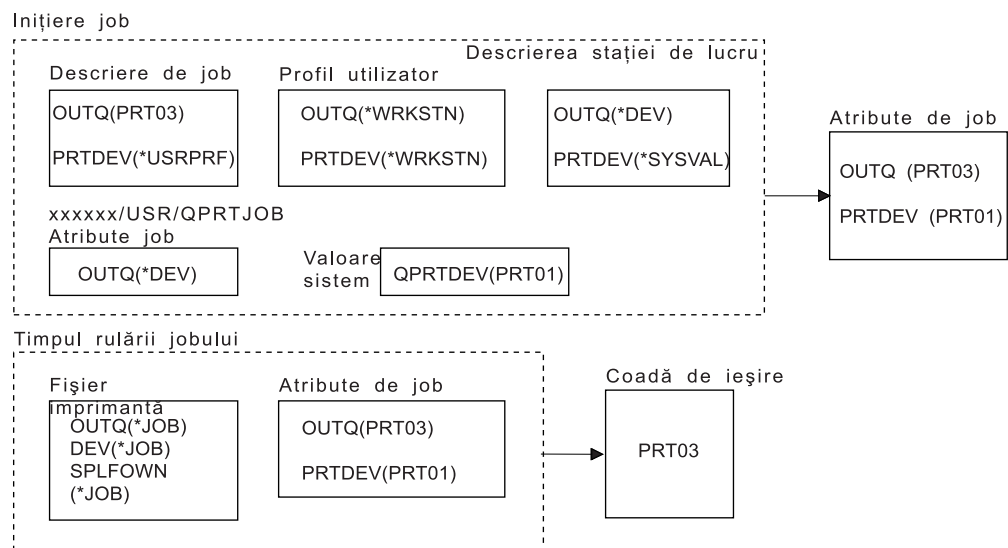 Inițiere job
Descrierea stației de lucru
Descriere de job
OUTQ(PRT03)
PRTDEV(*USRPRF)
Profil utilizator
OUTQ(*WRKSTN)
PRTDEV(*WRKSTN)
OUTQ(*DEV)
PRTDEV(*SYSVAL)
Atribute de job
OUTQ (PRT03)
PRTDEV (PRT01)
xxxxxx/USR/QPRTJOB
Atribute job
OUTQ(*DEV)
Valoare
sistem
QPRTDEV(PRT01)
Timpul rulării jobului
Fişier
imprimantă
OUTQ(*JOB)
DEV(*JOB)
SPLFOWN
(*JOB)
Atribute de job
OUTQ(PRT03)
PRTDEV(PRT01)
Coadă de ieşire
PRT03